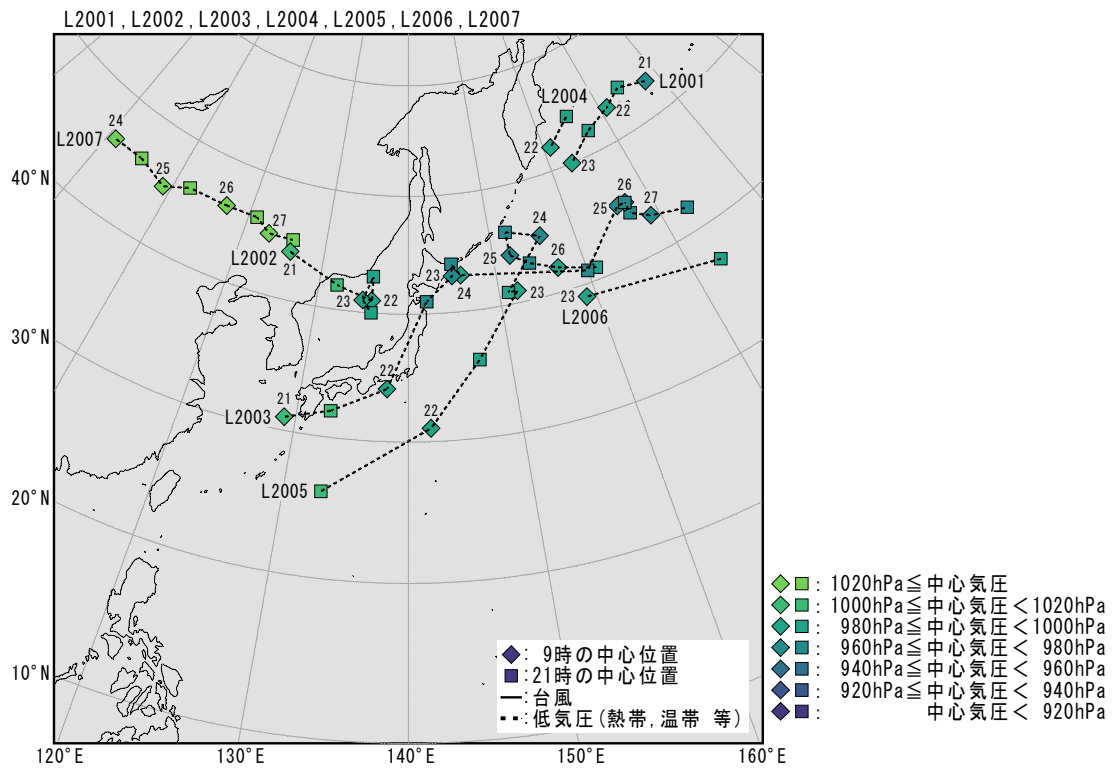 L2001,L2002,L2003,L2004,L2005,L2006,L2007
21
L2001
L2004
22
24
L2007
22
23
25
40°N
26
26
25
27
24
27
L2002
21
25
26
23
22
23
24
23
23
L2006
30°N
22
21
L2003
22
L2005
20°N
10°N
120°E
130°E
140°E
150°E
160°E
: 9時の中心位置
:21時の中心位置
:台風
:低気圧(熱帯,温帯 等)
: 1020hPa≦中心気圧
: 1000hPa≦中心気圧<1020hPa
: 980hPa≦中心気圧<1000hPa
: 960hPa≦中心気圧< 980hPa
: 940hPa≦中心気圧< 960hPa
: 920hPa≦中心気圧< 940hPa
: 中心気圧< 920hPa